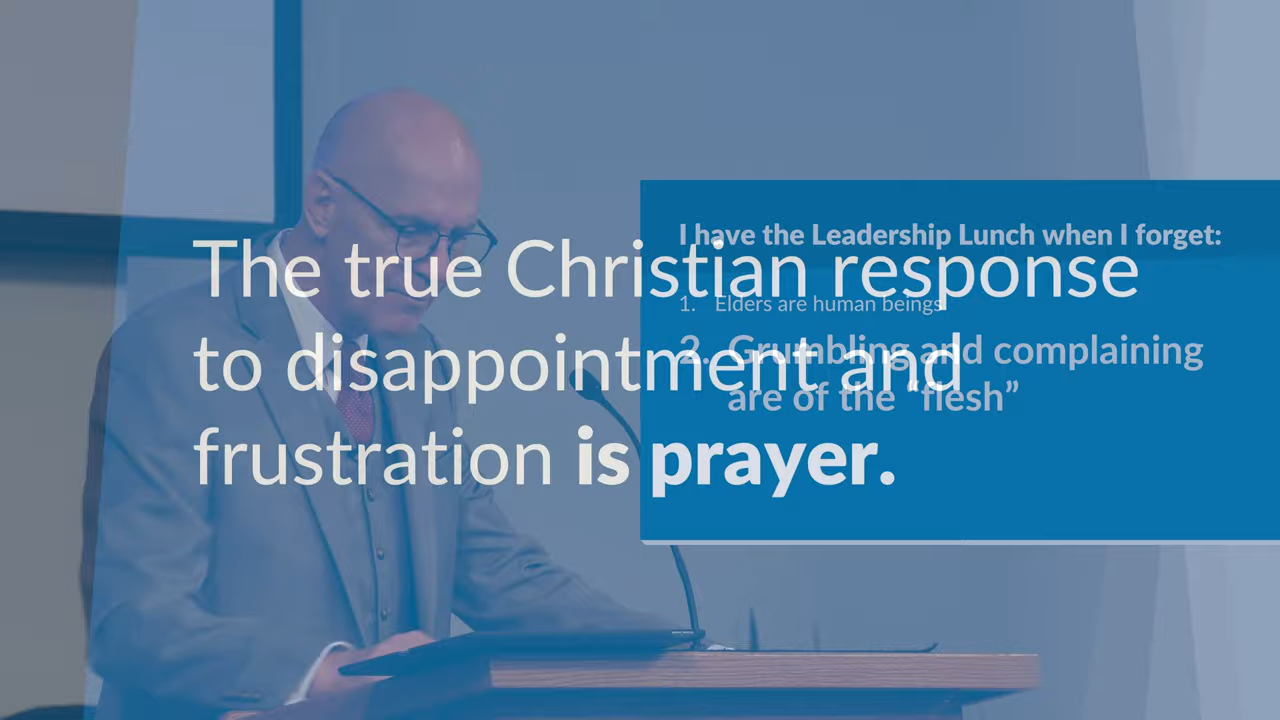 The true Christian response
to disappointment and
frustration is prayer.
I have the Leadership Lunch when I forget:
1. Elders are human beings
2. Grumbling and complaining
are of the “flesh”